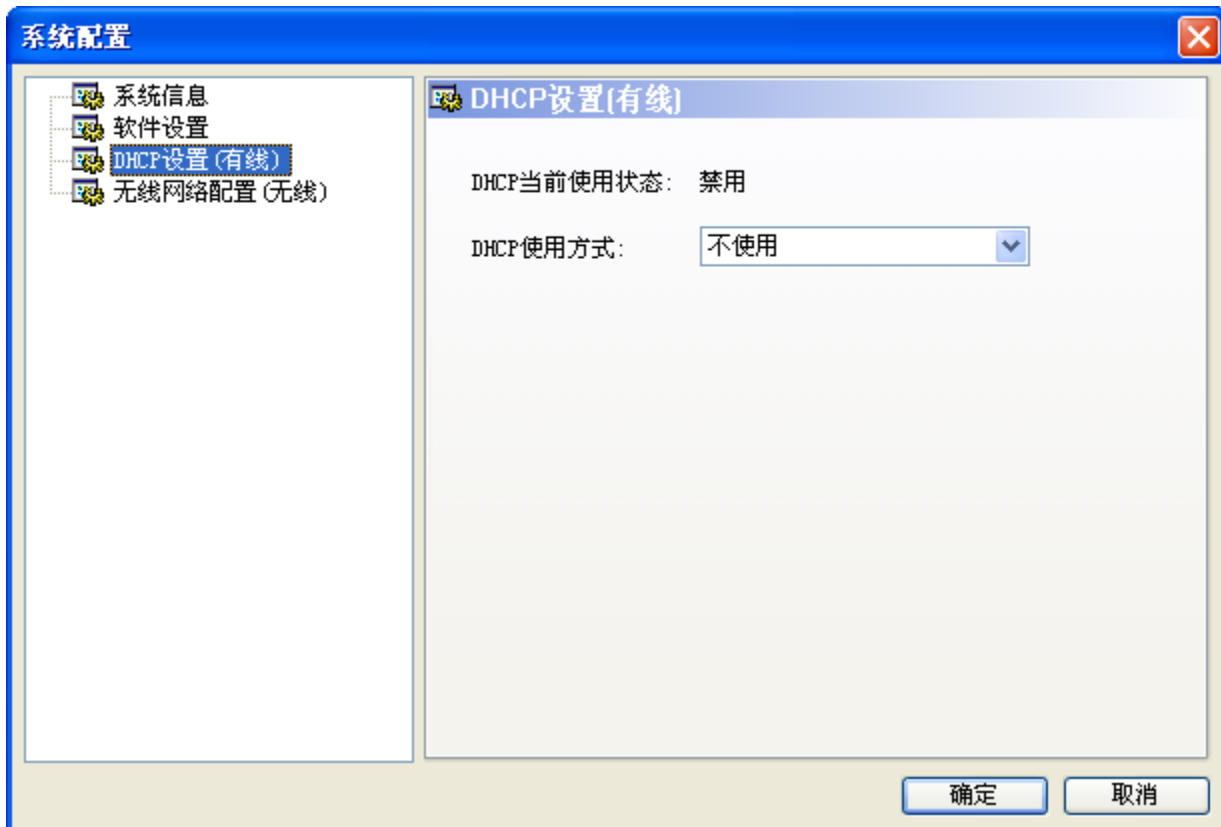 系统配置
系统信息
软件设置
DHCP设置(有线)
无线网络配置(无线)
DHCP设置[有线]
DHCP当前使用状态: 禁用
DHCP使用方式: 不使用
确定 取消